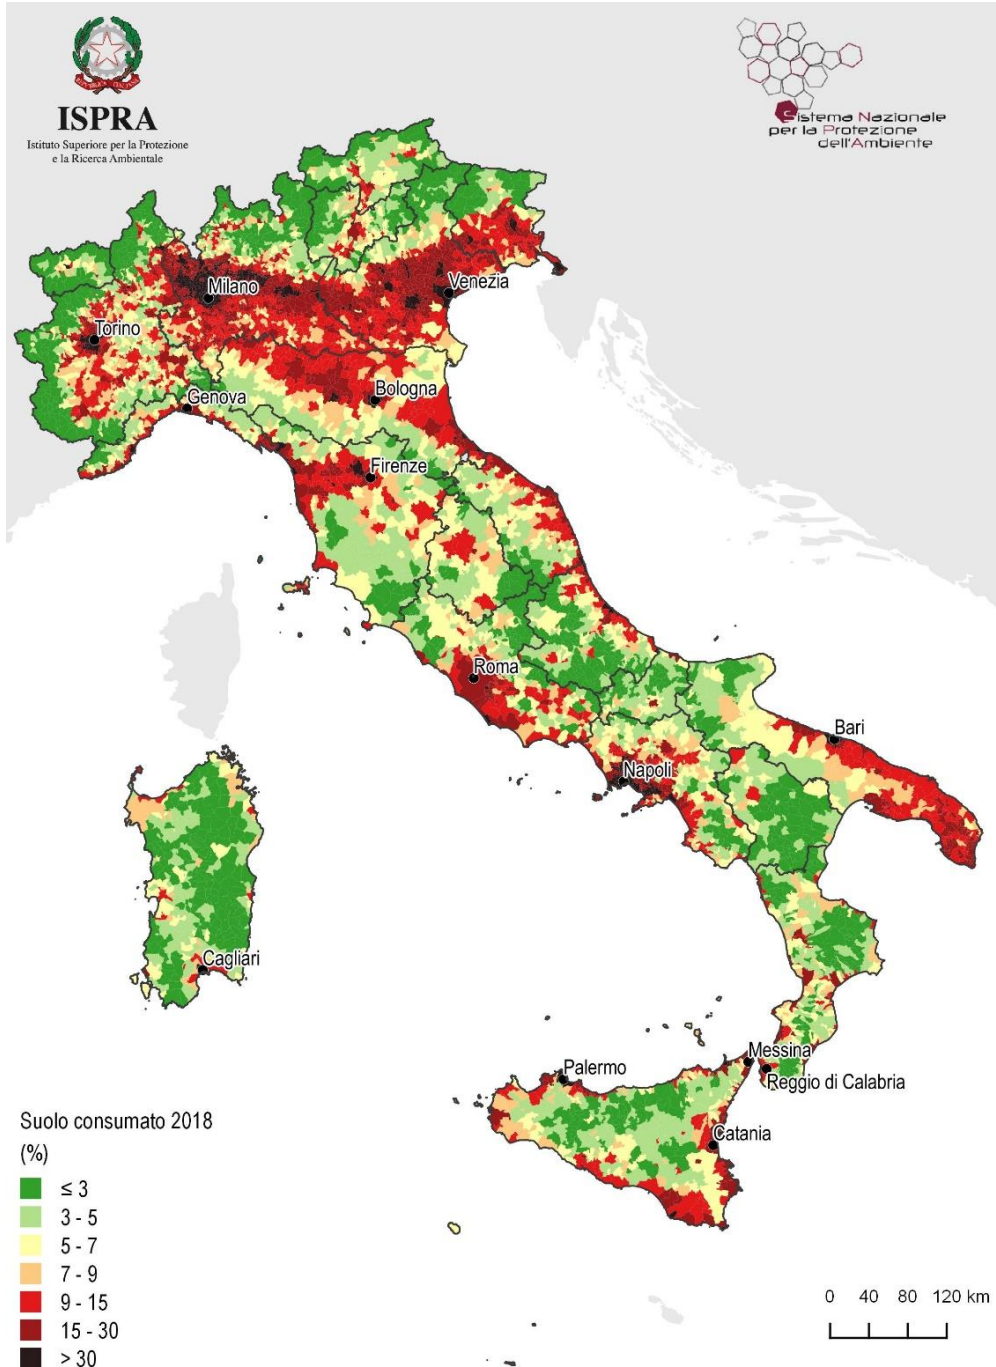 ISPRA
Istituto Superiore per la Protezione
e la Ricerca Ambientale
Sistema Nazionale
per la Protezione
dell'Ambiente
Milano
Venezia
Torino
Genova
Bologna
Firenze
Roma
Bari
Napoli
Cagliari
Messina
Palermo
Reggio di Calabria
Catania
Suolo consumato 2018
(%)
≤ 3
3 - 5
5 - 7
7 - 9
9 - 15
15 - 30
> 30
0 40 80 120 km